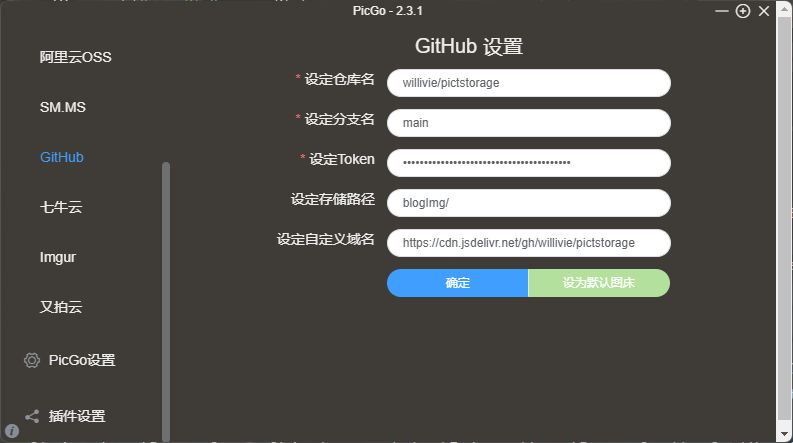 PicGo - 2.3.1
阿里云OSS
SM.MS
GitHub
七牛云
Imgur
又拍云
PicGo设置
插件设置
GitHub 设置
* 设定仓库名 willivie/pictstorage
* 设定分支名 main
* 设定Token ••••••••••••••••••••••••••••••••••••••••
设定存储路径 blogImg/
设定自定义域名 https://cdn.jsdelivr.net/gh/willivie/pictstorage
确定 设为默认图床